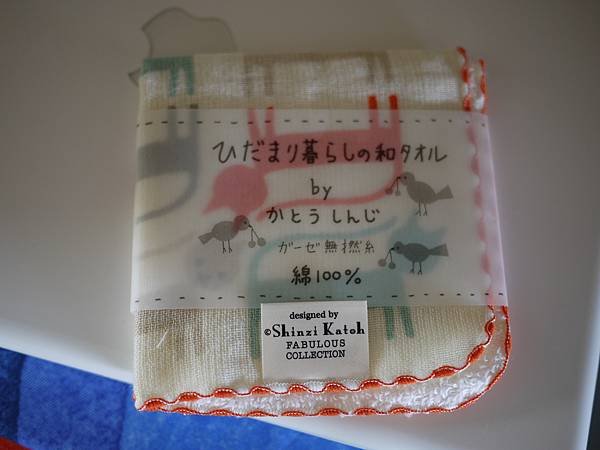 ひだまり暮らしの和タオル
by
かとうしんじ
ガーゼ無撚糸
綿100%
designed by
©Shinzi Katoh
FABULOUS
COLLECTION